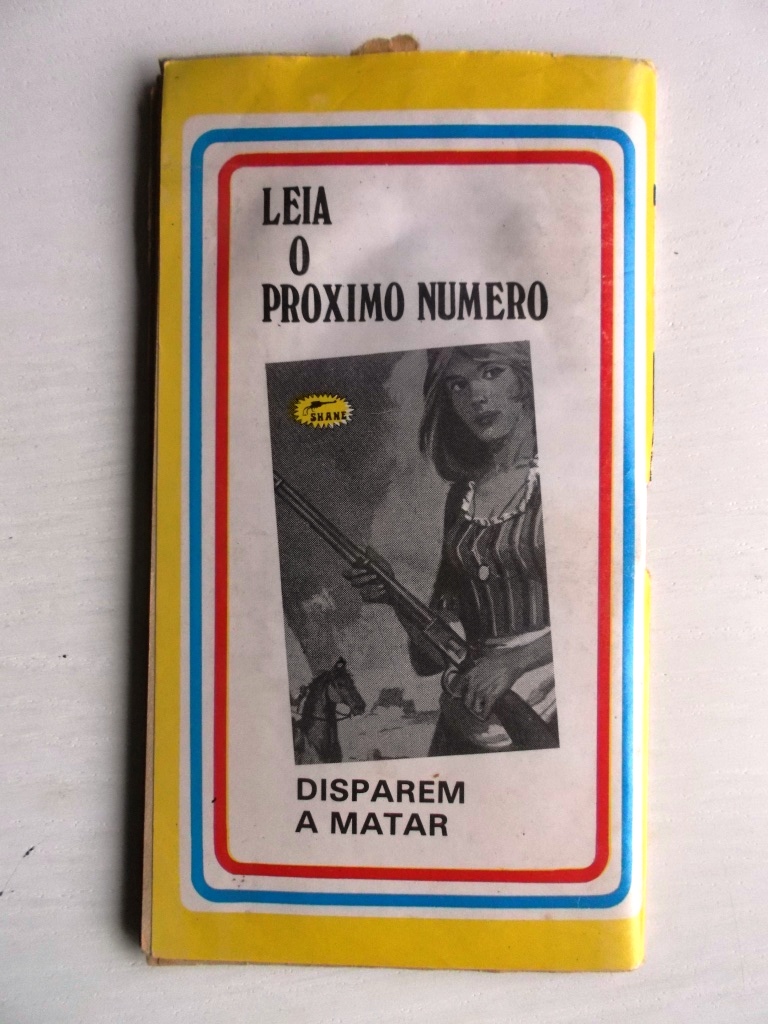 LEIA
O
PROXIMO NUMERO
SHANE
DISPAREM
A MATAR